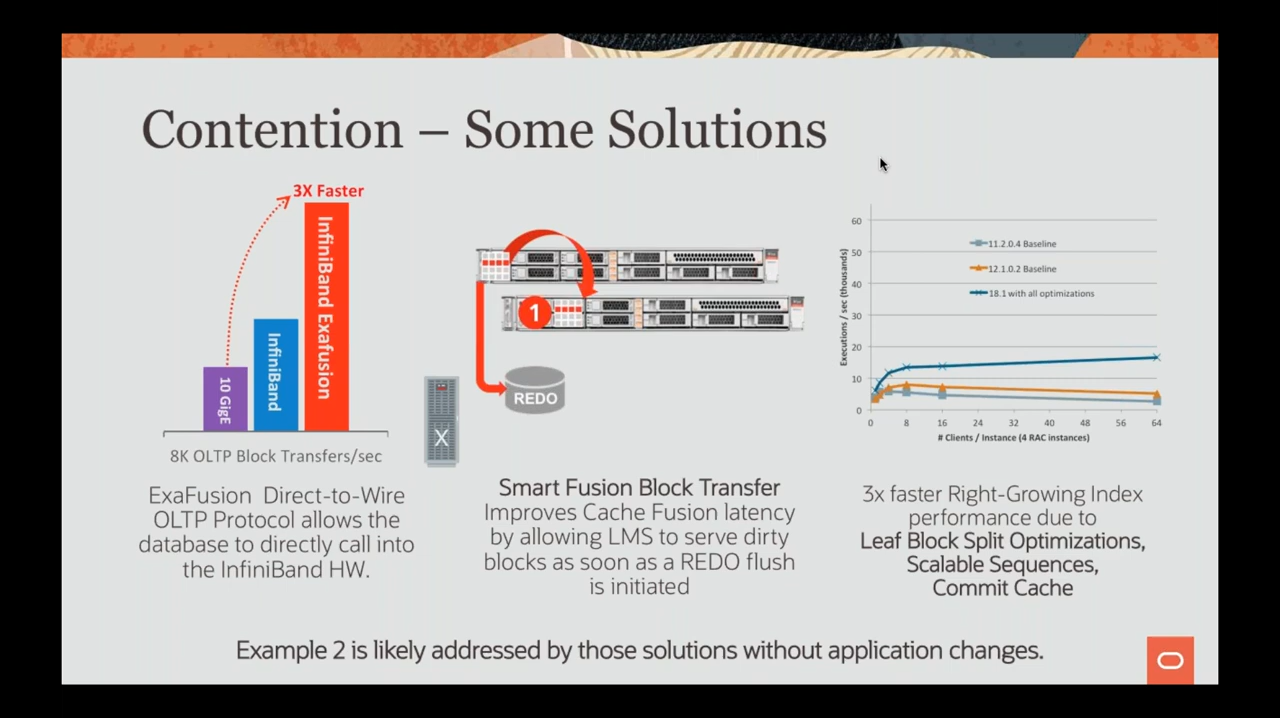 Contention – Some Solutions
3X Faster
10 GigE
InfiniBand
InfiniBand Exafusion
8K OLTP Block Transfers/sec
X
ExaFusion Direct-to-Wire
OLTP Protocol allows the
database to directly call into
the InfiniBand HW.
1
REDO
Smart Fusion Block Transfer
Improves Cache Fusion latency
by allowing LMS to serve dirty
blocks as soon as a REDO flush
is initiated
Executions / sec (thousands)
60
50
40
30
20
10
0
11.2.0.4 Baseline
12.1.0.2 Baseline
18.1 with all optimizations
0 8 16 24 32 40 48 56 64
# Clients / Instance (4 RAC instances)
3x faster Right-Growing Index
performance due to
Leaf Block Split Optimizations,
Scalable Sequences,
Commit Cache
Example 2 is likely addressed by those solutions without application changes.